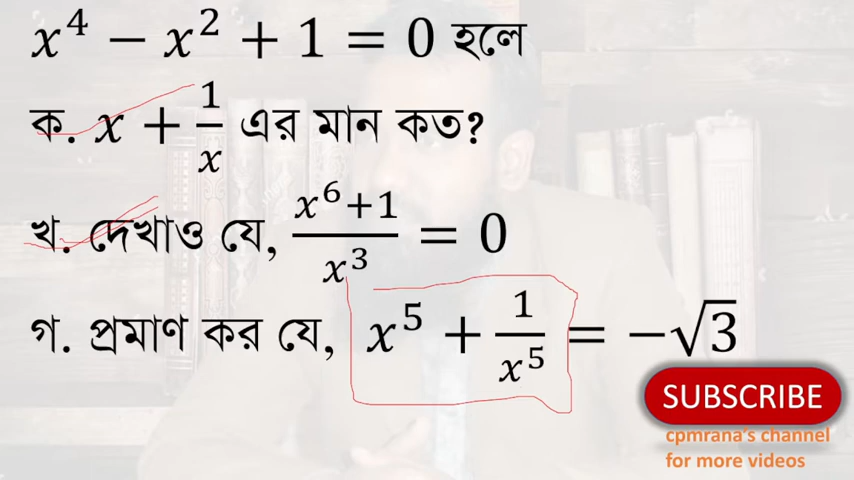 x⁴ − x² + 1 = 0 হলে
ক. x + 1/x এর মান কত?
খ. দেখাও যে, (x⁶+1)/x³ = 0
গ. প্রমাণ কর যে, x⁵ + 1/x⁵ = −√3
SUBSCRIBE
cpmrana's channel
for more videos